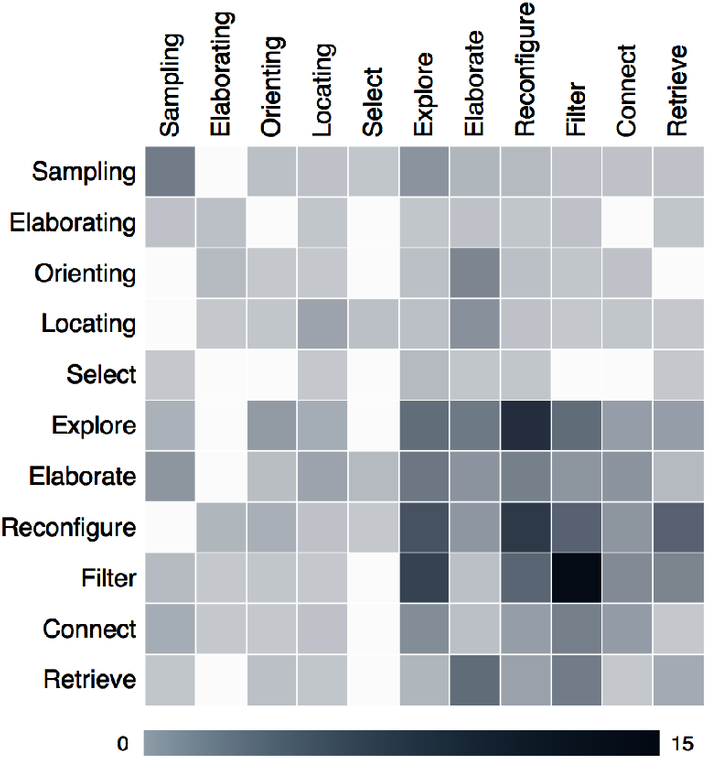 Sampling
Elaborating
Orienting
Locating
Select
Explore
Elaborate
Reconfigure
Filter
Connect
Retrieve
Sampling
Elaborating
Orienting
Locating
Select
Explore
Elaborate
Reconfigure
Filter
Connect
Retrieve
0 15